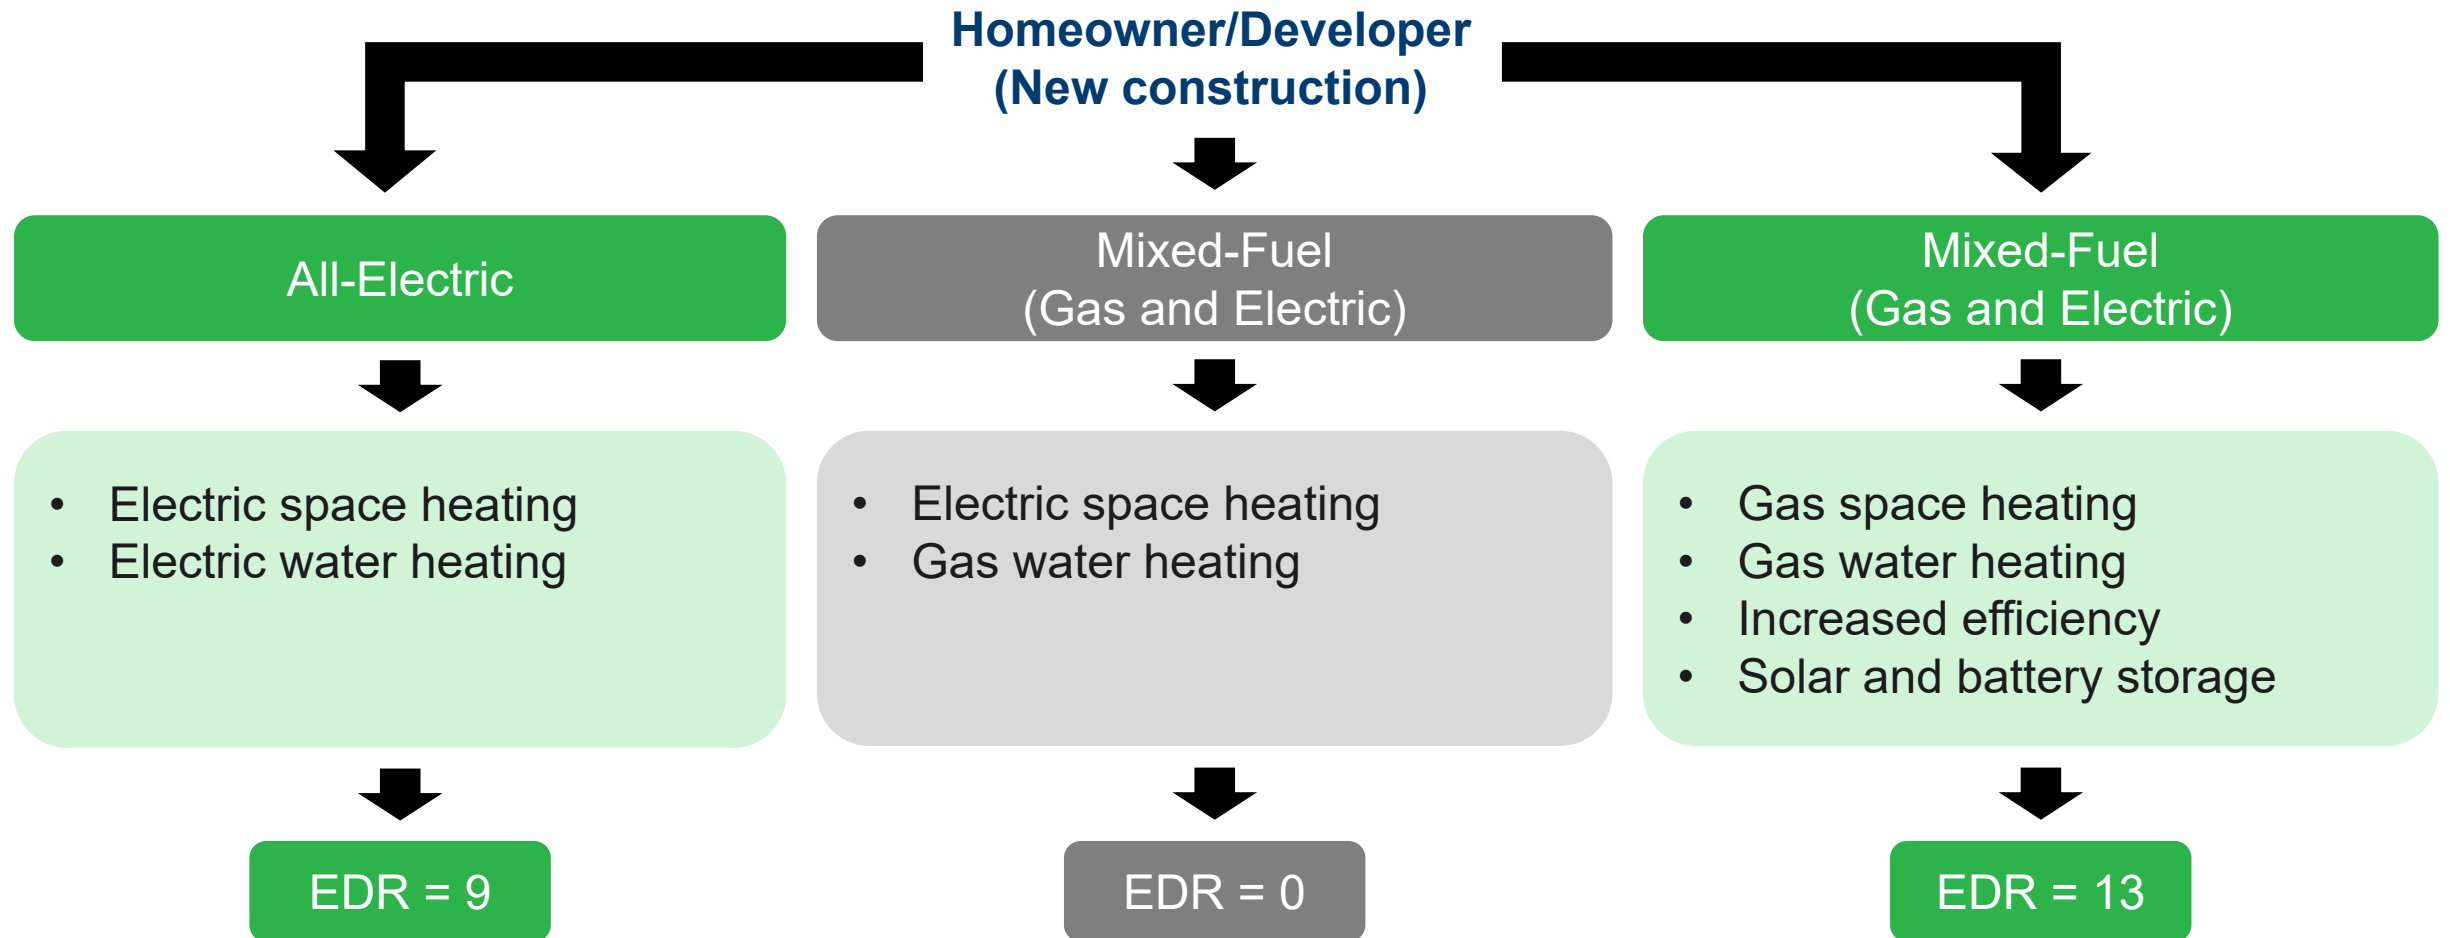 Homeowner/Developer
(New construction)
All-Electric
Mixed-Fuel
(Gas and Electric)
Mixed-Fuel
(Gas and Electric)
• Electric space heating
• Electric water heating
• Electric space heating
• Gas water heating
• Gas space heating
• Gas water heating
• Increased efficiency
• Solar and battery storage
EDR = 9
EDR = 0
EDR = 13